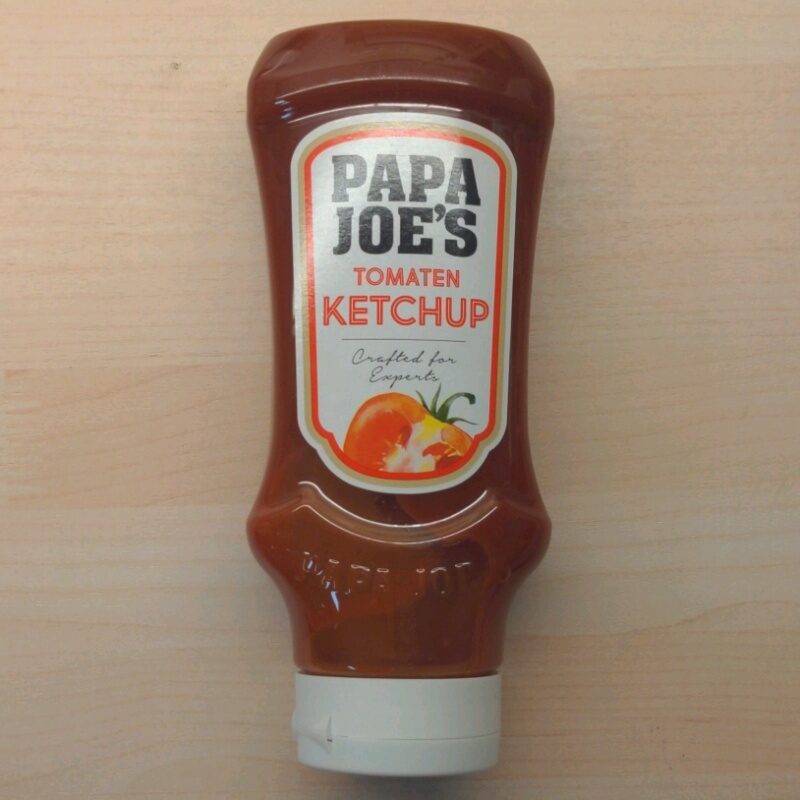 PAPA
JOE'S
TOMATEN
KETCHUP
Crafted for
Experts
PAPA JOE'S